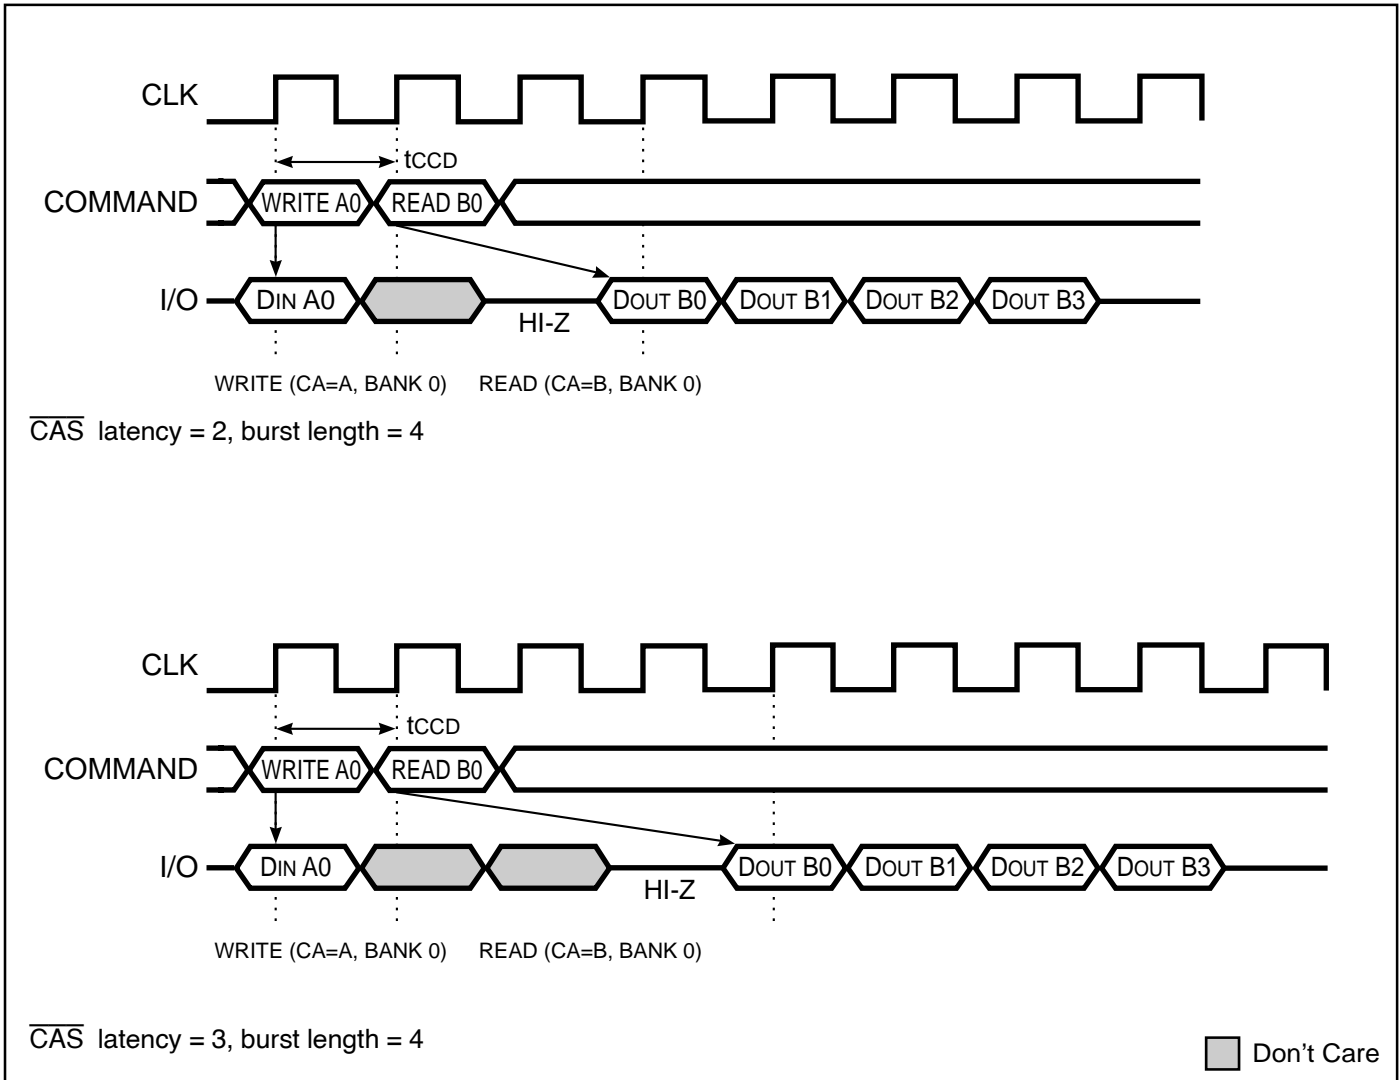 CLK
tCCD
COMMAND WRITE A0 READ B0
I/O DIN A0 HI-Z DOUT B0 DOUT B1 DOUT B2 DOUT B3
WRITE (CA=A, BANK 0) READ (CA=B, BANK 0)
CAS latency = 2, burst length = 4
CLK
tCCD
COMMAND WRITE A0 READ B0
I/O DIN A0 HI-Z DOUT B0 DOUT B1 DOUT B2 DOUT B3
WRITE (CA=A, BANK 0) READ (CA=B, BANK 0)
CAS latency = 3, burst length = 4
Don't Care